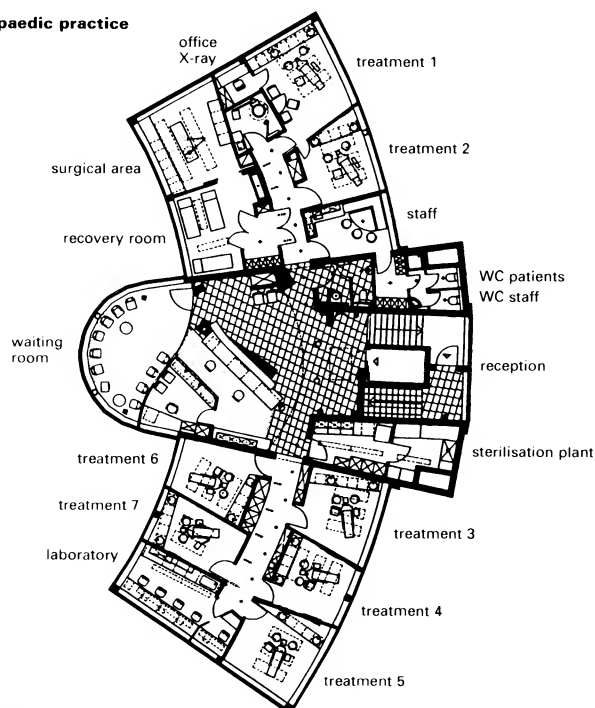 paedic practice
office
X-ray
treatment 1
treatment 2
surgical area
staff
recovery room
WC patients
WC staff
waiting
room
reception
sterilisation plant
treatment 6
treatment 7
treatment 3
laboratory
treatment 4
treatment 5